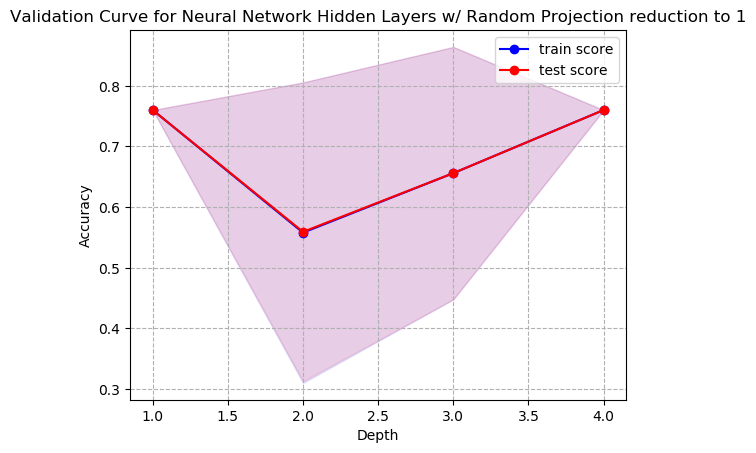 Validation Curve for Neural Network Hidden Layers w/ Random Projection reduction to 1
train score
test score
Accuracy
0.8
0.7
0.6
0.5
0.4
0.3
1.0
1.5
2.0
2.5
3.0
3.5
4.0
Depth